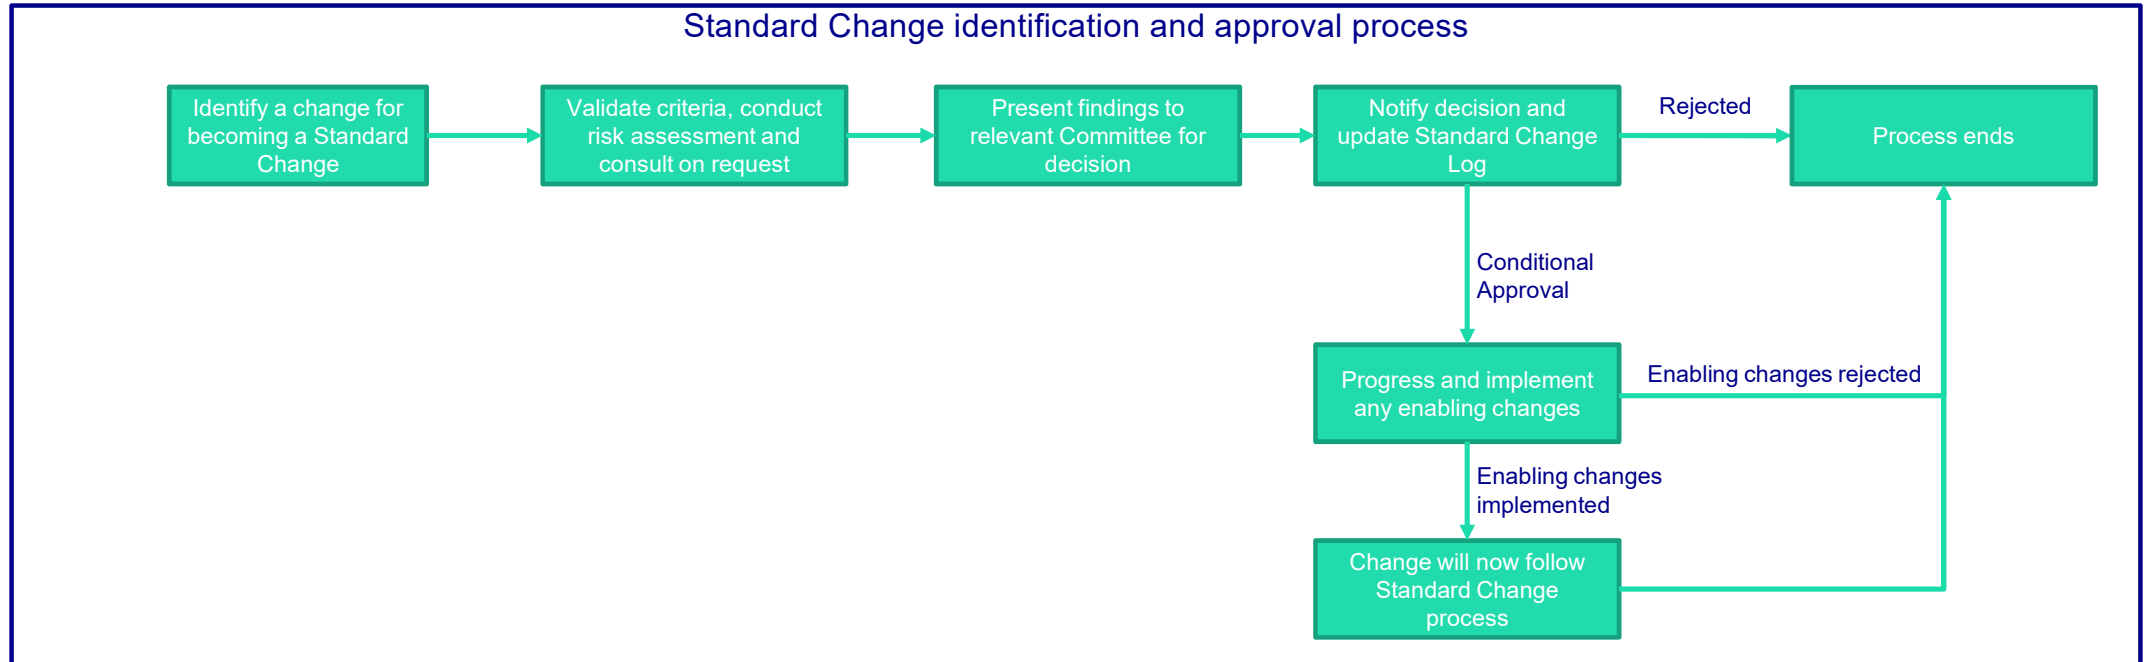 Standard Change identification and approval process
Identify a change for
becoming a Standard
Change
Validate criteria, conduct
risk assessment and
consult on request
Present findings to
relevant Committee for
decision
Notify decision and
update Standard Change
Log
Rejected
Process ends
Conditional
Approval
Progress and implement
any enabling changes
Enabling changes rejected
Enabling changes
implemented
Change will now follow
Standard Change
process